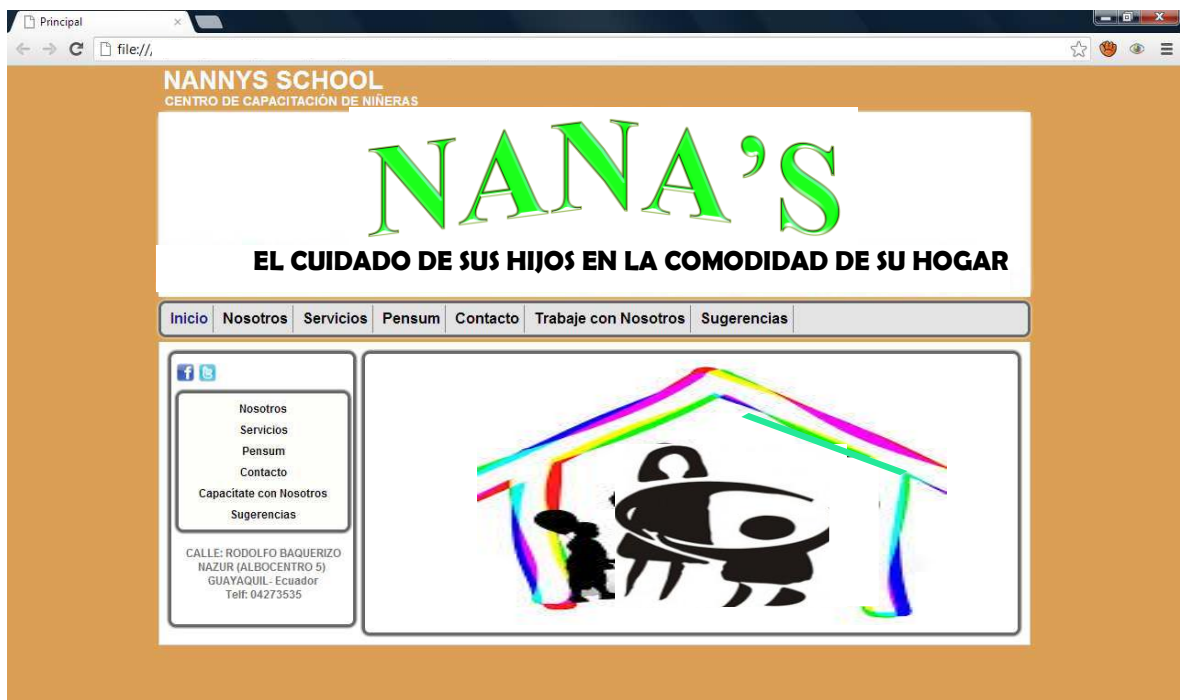 Principal
file://,
NANNYS SCHOOL
CENTRO DE CAPACITACIÓN DE NIÑERAS
NANA'S
EL CUIDADO DE SUS HIJOS EN LA COMODIDAD DE SU HOGAR
Inicio Nosotros Servicios Pensum Contacto Trabaje con Nosotros Sugerencias
Nosotros
Servicios
Pensum
Contacto
Capacitate con Nosotros
Sugerencias
CALLE: RODOLFO BAQUERIZO
NAZUR (ALBOCENTRO 5)
GUAYAQUIL- Ecuador
Telf: 04273535